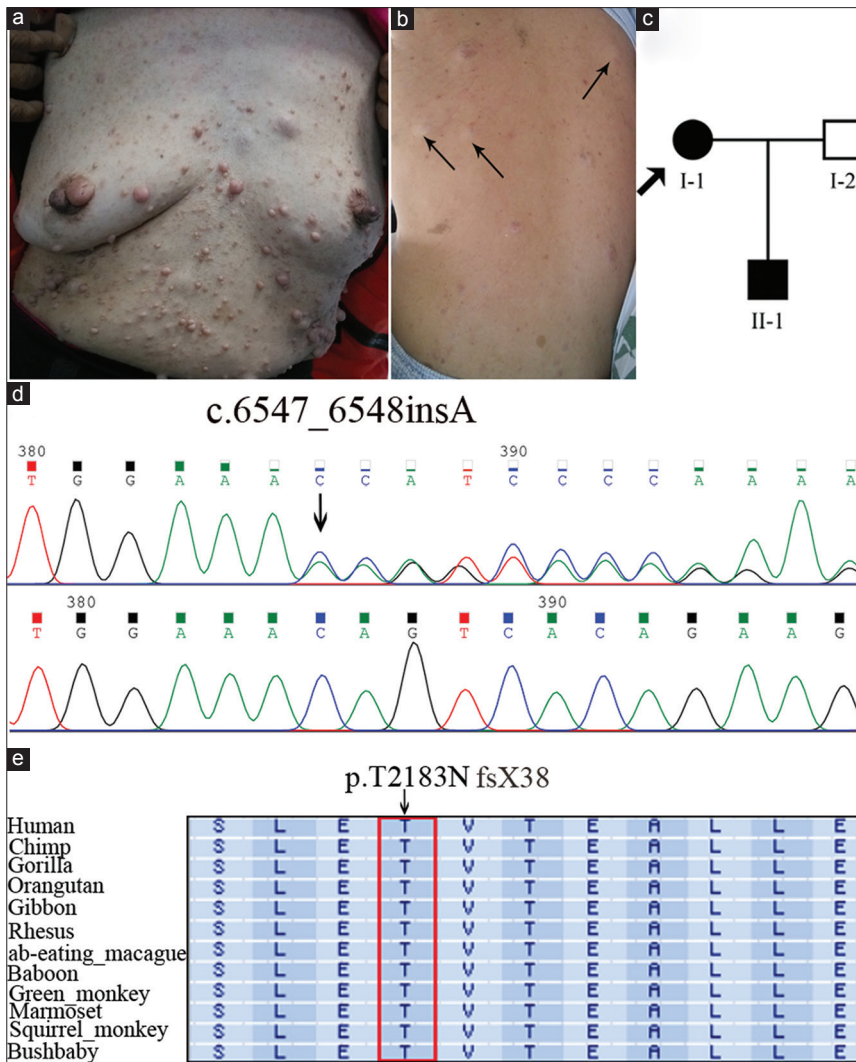 a
b
c
I-1
I-2
II-1
d
c.6547_6548insA
380 390
T G G A A A C C A T C C C C A A A A
380 390
T G G A A A C A G T C A C A G A A G
e
p.T2183N fsX38
Human S L E T V T E A L L E
Chimp S L E T V T E A L L E
Gorilla S L E T V T E A L L E
Orangutan S L E T V T E A L L E
Gibbon S L E T V T E A L L E
Rhesus S L E T V T E A L L E
ab-eating_macague S L E T V T E A L L E
Baboon S L E T V T E A L L E
Green_monkey S L E T V T E A L L E
Marmoset S L E T V T E A L L E
Squirrel_monkey S L E T V T E A L L E
Bushbaby S L E T V T E A L L E